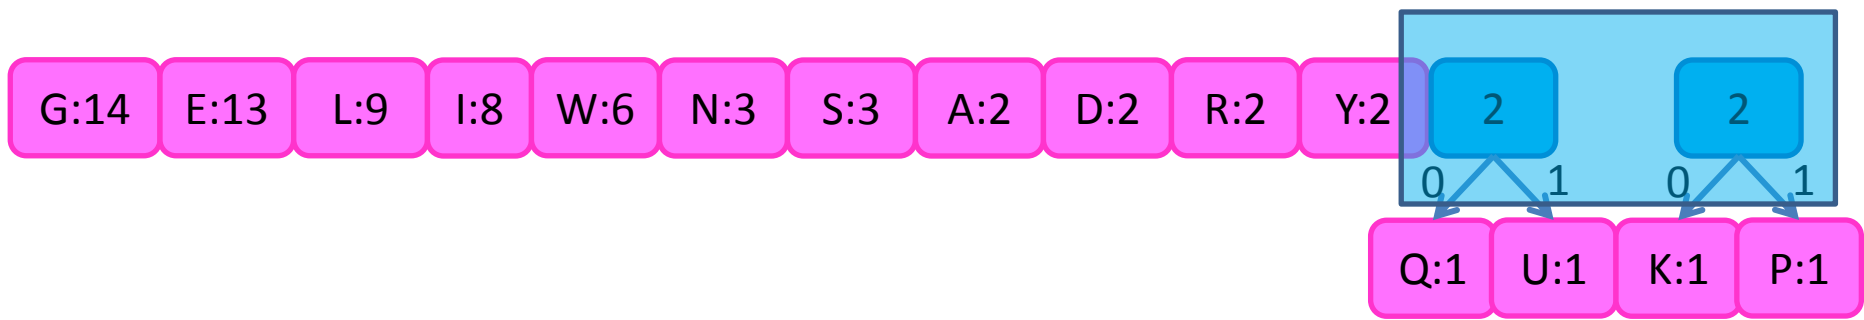 G:14 E:13 L:9 I:8 W:6 N:3 S:3 A:2 D:2 R:2 Y:2 2 2
0 1 0 1
Q:1 U:1 K:1 P:1